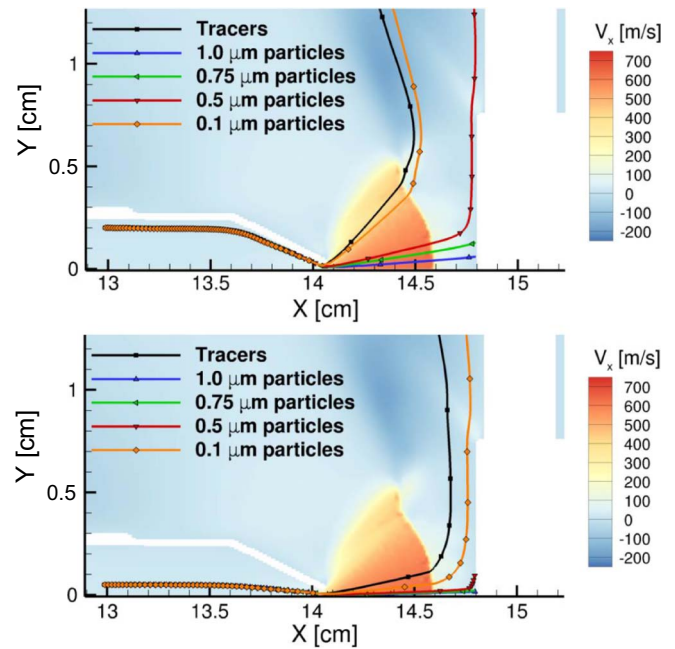 Tracers
1.0 μm particles
0.75 μm particles
0.5 μm particles
0.1 μm particles
Y [cm]
1
0.5
0
13
13.5
14
14.5
15
X [cm]
Vx [m/s]
700
600
500
400
300
200
100
0
-100
-200
Tracers
1.0 μm particles
0.75 μm particles
0.5 μm particles
0.1 μm particles
Y [cm]
1
0.5
0
13
13.5
14
14.5
15
X [cm]
Vx [m/s]
700
600
500
400
300
200
100
0
-100
-200